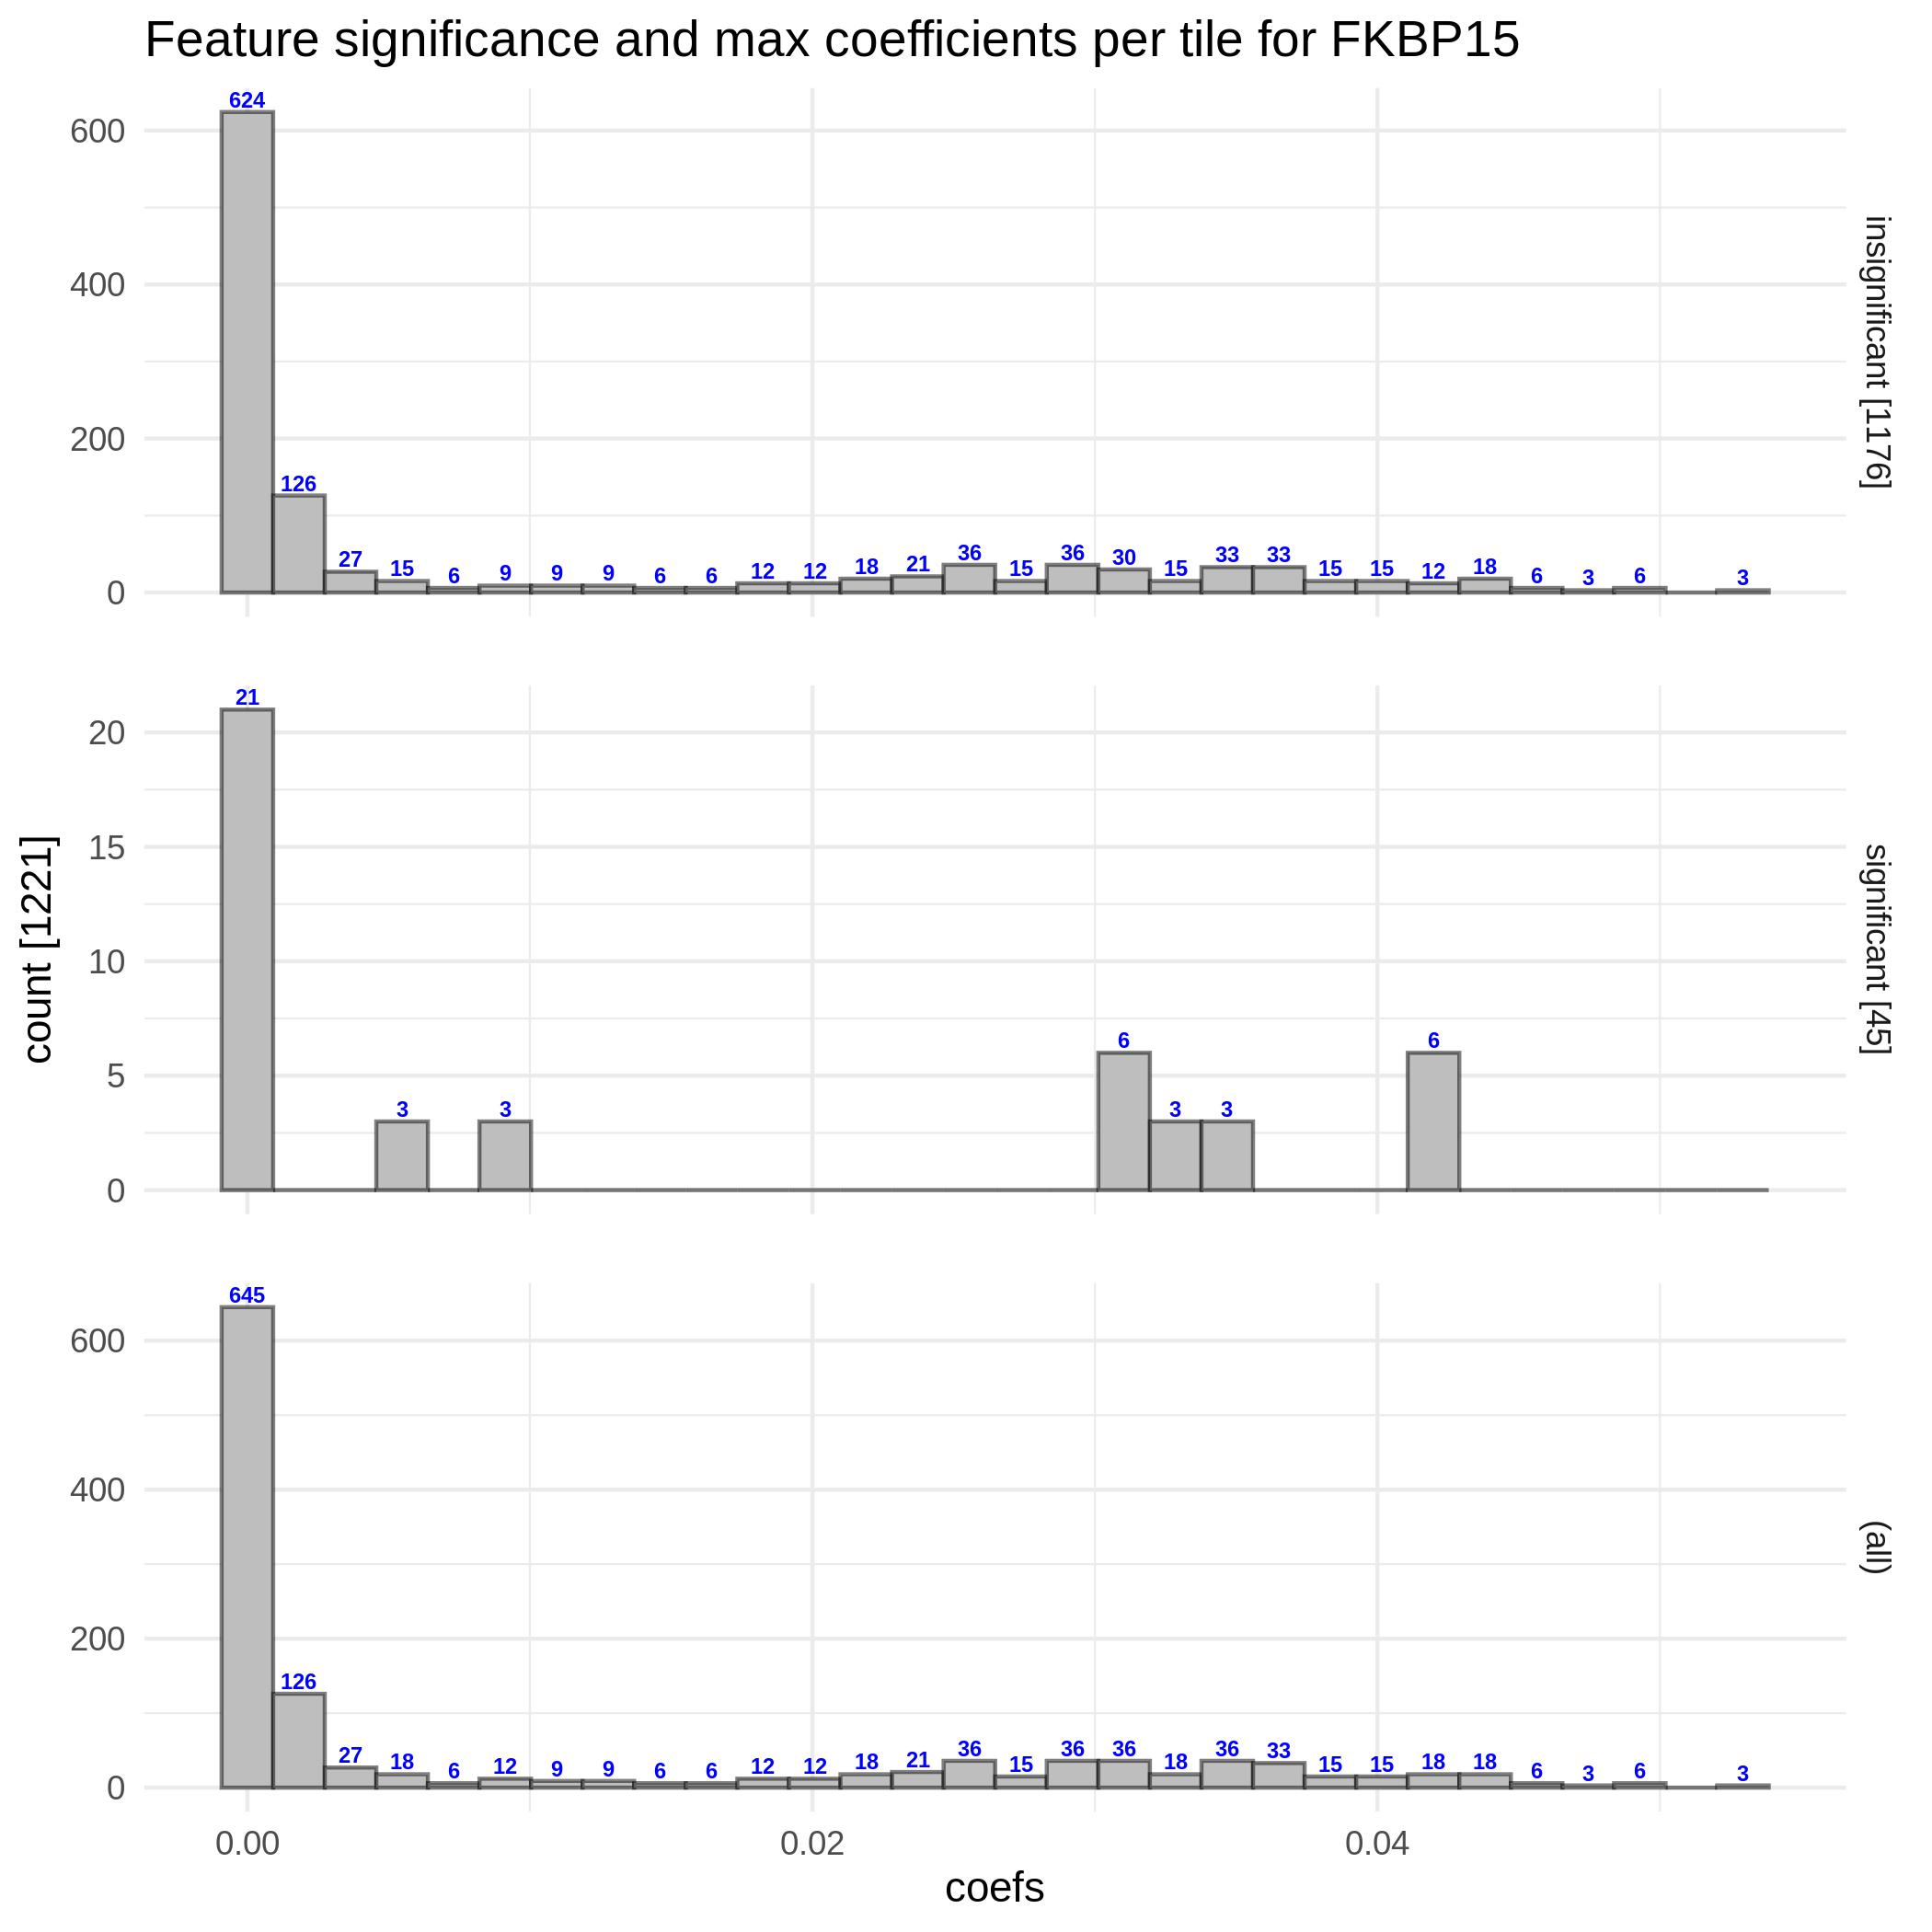 Feature significance and max coefficients per tile for FKBP15
624
600
400
200
126
27 15 6 9 9 9 6 6 12 12 18 21 36 15 36 30 15 33 33 15 15 12 18 6 3 6 3
0
insignificant [1176]
21
20
15
10
5
0
3 3 6 3 3 6
significant [45]
count [1221]
645
600
400
200
126
27 18 6 12 9 9 6 6 12 12 18 21 36 15 36 36 18 36 33 15 15 18 18 6 3 6 3
0
(all)
0.00 0.02 0.04
coefs